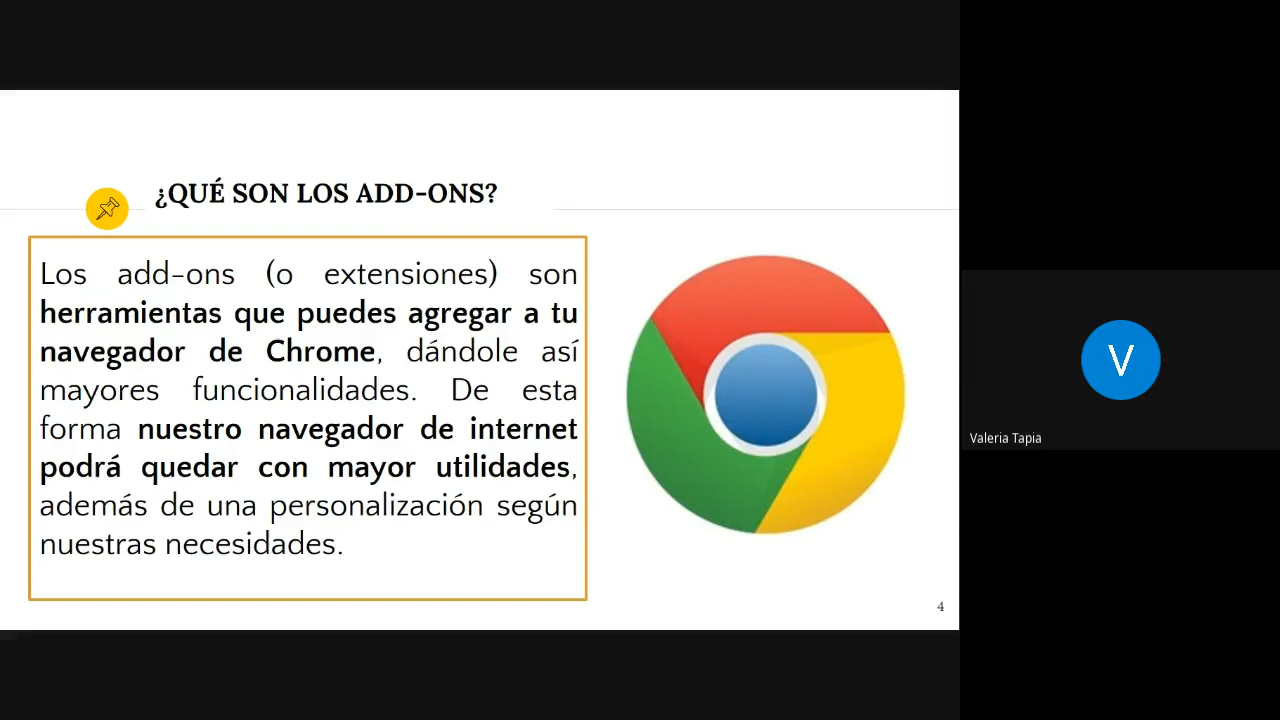 ¿QUÉ SON LOS ADD-ONS?
Los add-ons (o extensiones) son
herramientas que puedes agregar a tu
navegador de Chrome, dándole así
mayores funcionalidades. De esta
forma nuestro navegador de internet
podrá quedar con mayor utilidades,
además de una personalización según
nuestras necesidades.
4
V
Valeria Tapia